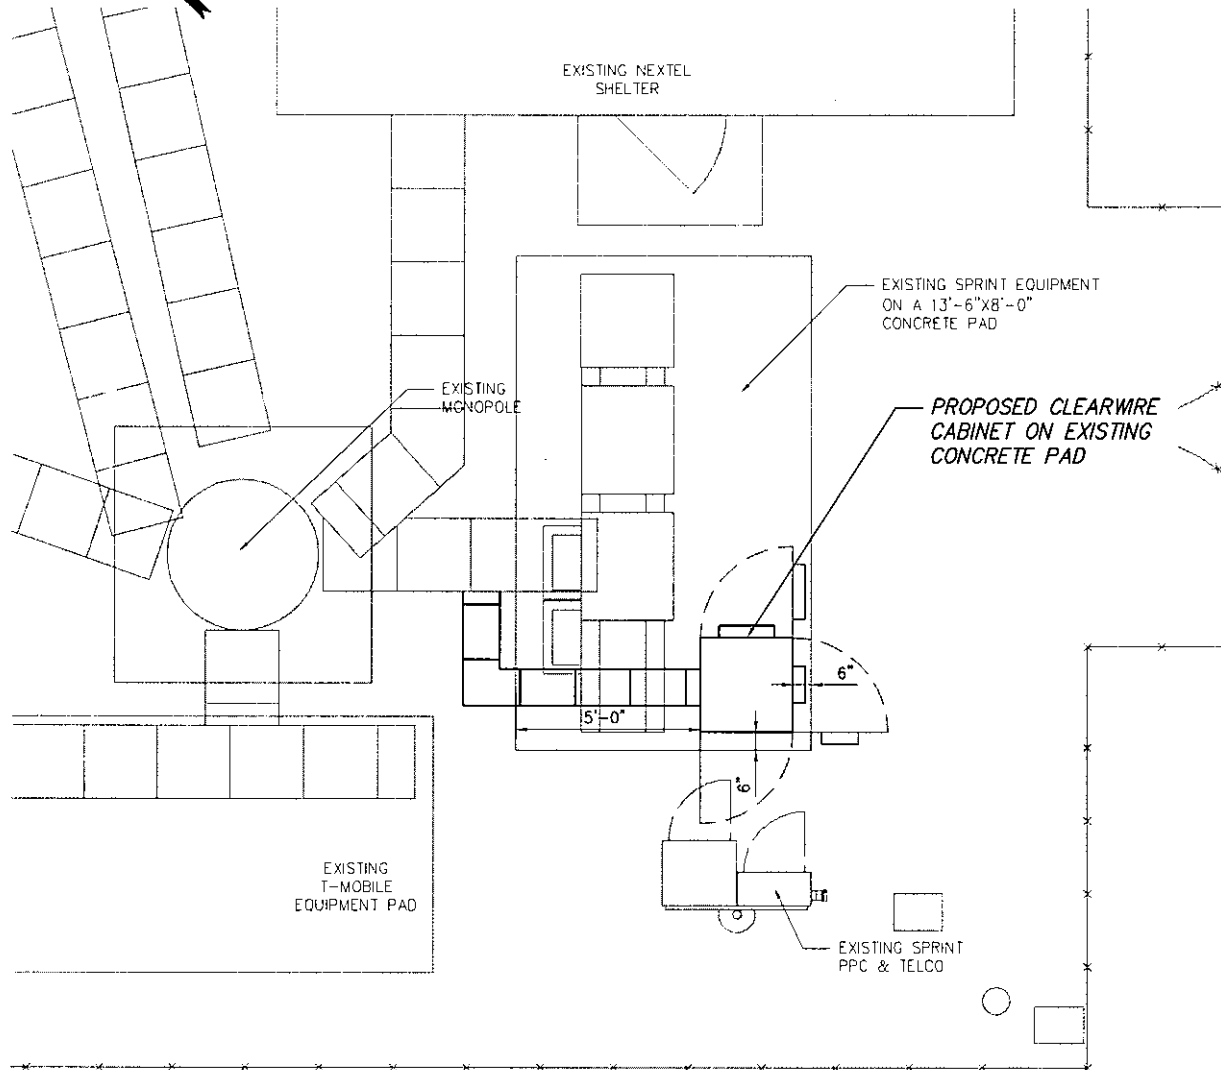 EXISTING NEXTEL
SHELTER
EXISTING SPRINT EQUIPMENT
ON A 13'-6"X8'-0"
CONCRETE PAD
EXISTING
MONOPOLE
PROPOSED CLEARWIRE
CABINET ON EXISTING
CONCRETE PAD
6"
5'-0"
6"
EXISTING
T-MOBILE
EQUIPMENT PAD
EXISTING SPRINT
PPC & TELCO